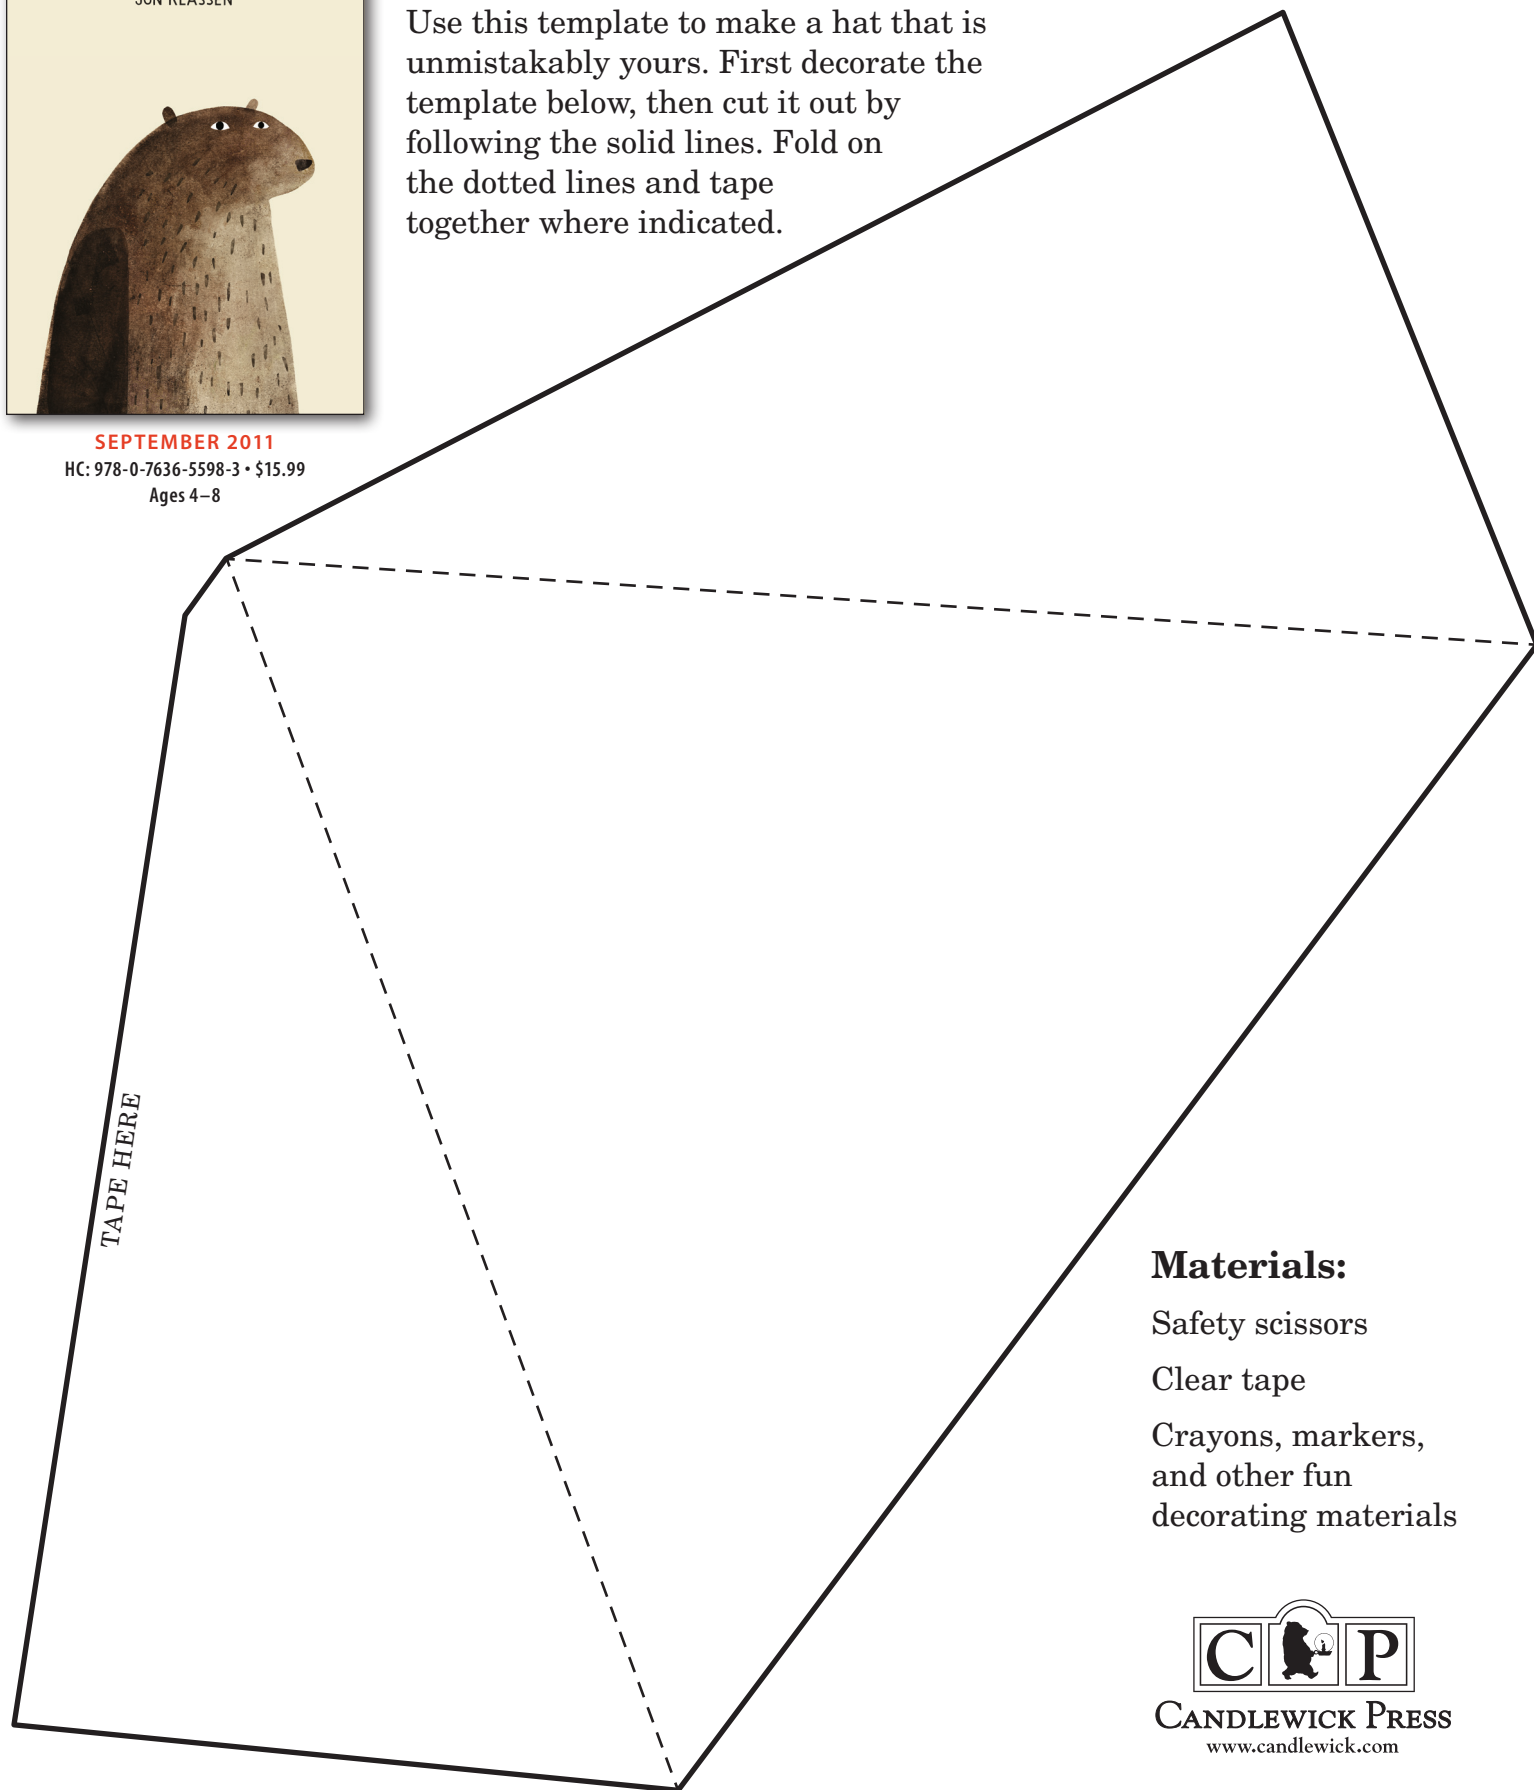 JON KLASSEN
Use this template to make a hat that is
unmistakably yours. First decorate the
template below, then cut it out by
following the solid lines. Fold on
the dotted lines and tape
together where indicated.
SEPTEMBER 2011
HC: 978-0-7636-5598-3 • $15.99
Ages 4–8
TAPE HERE
Materials:
Safety scissors
Clear tape
Crayons, markers,
and other fun
decorating materials
C P
CANDLEWICK PRESS
www.candlewick.com